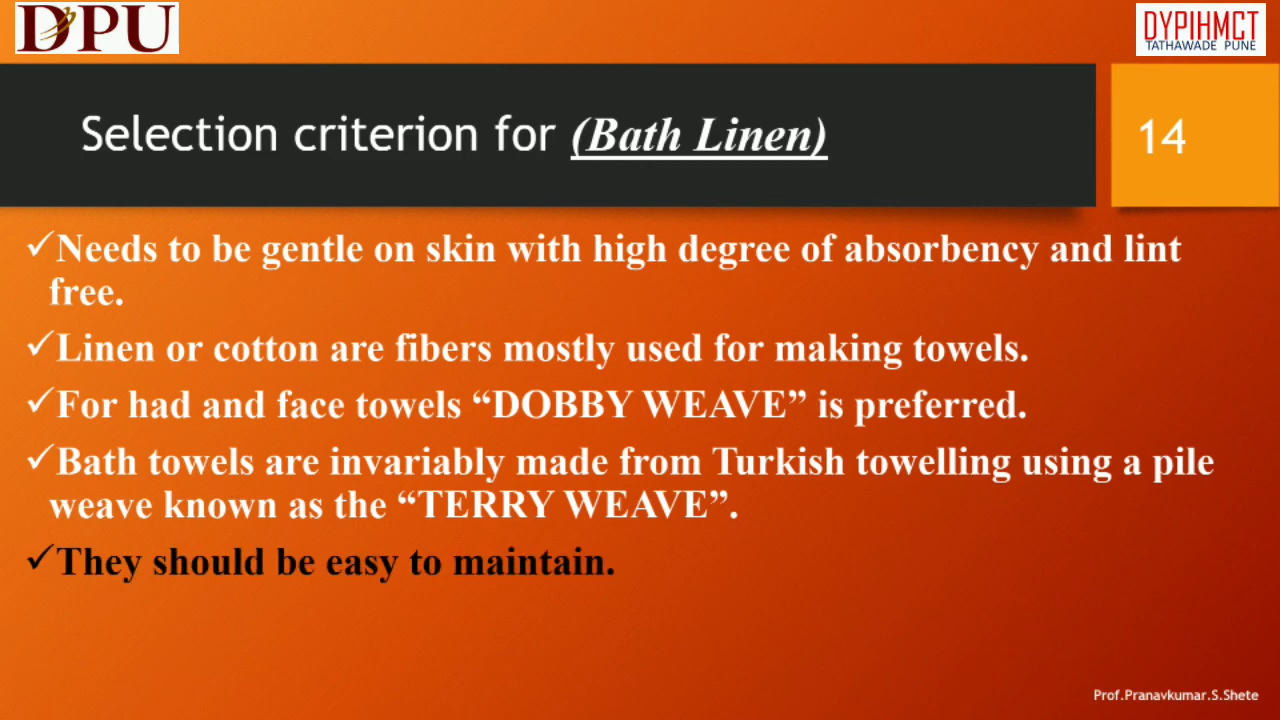 DPU
DYPIHMCT
TATHAWADE PUNE
Selection criterion for (Bath Linen)
14
✓Needs to be gentle on skin with high degree of absorbency and lint
free.
✓Linen or cotton are fibers mostly used for making towels.
✓For had and face towels “DOBBY WEAVE” is preferred.
✓Bath towels are invariably made from Turkish towelling using a pile
weave known as the “TERRY WEAVE”.
✓They should be easy to maintain.
Prof.Pranavkumar.S.Shete